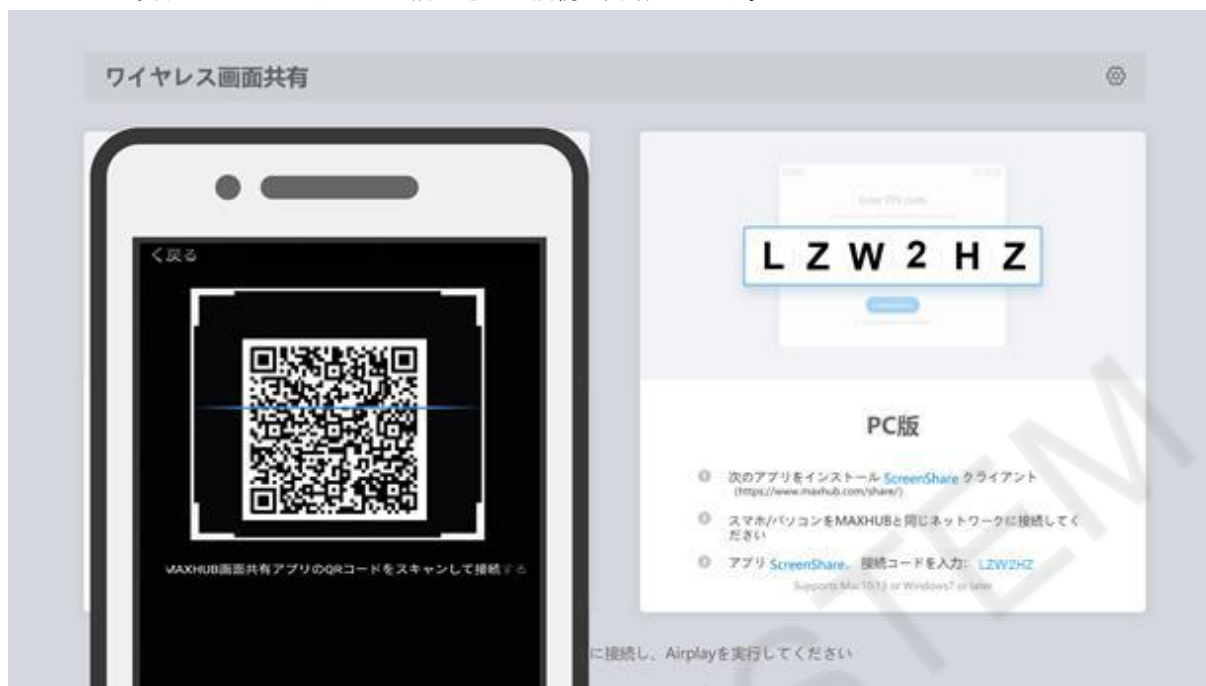 ワイヤレス画面共有
く戻る
MAXHUB画面共有アプリのQRコードをスキャンして接続する
Enter PIN code
LZW2HZ
PC版
次のアプリをインストール ScreenShare クライアント
(https://www.maxhub.com/share/)
スマホ/パソコンをMAXHUBと同じネットワークに接続してく
ださい
アプリ ScreenShare、接続コードを入力: LZW2HZ
Supports Mac10.13 or Windows7 or later
に接続し、Airplayを実行してください
STEM